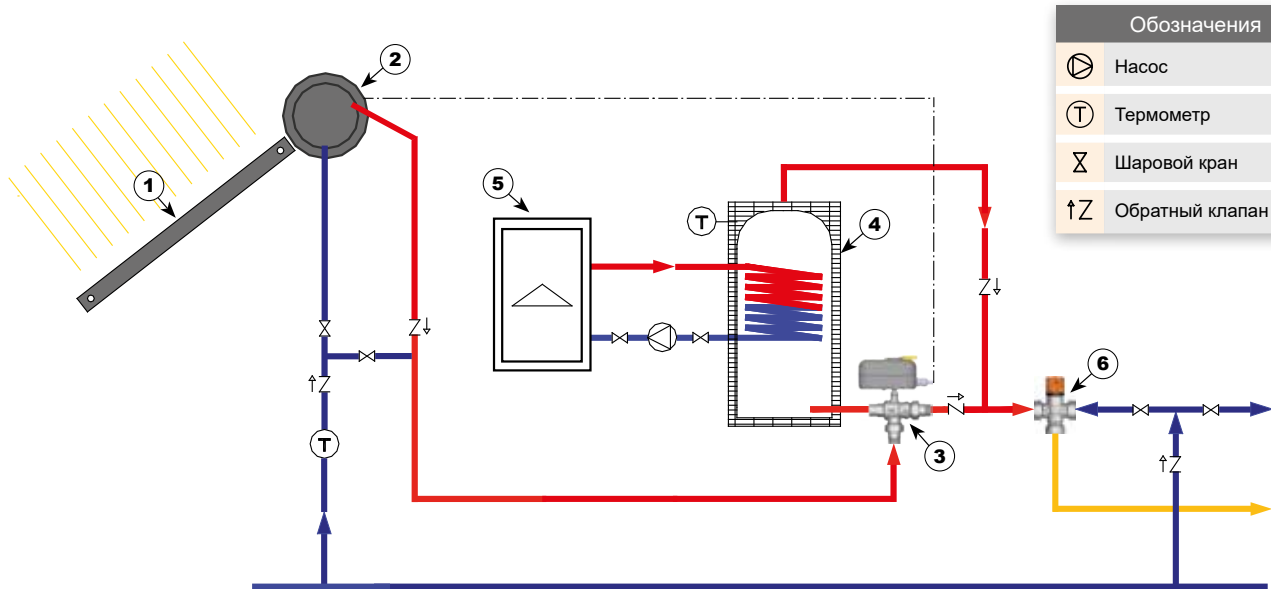 Обозначения
Насос
T Термометр
Шаровой кран
Обратный клапан
2
1
5
T
4
6
3
T